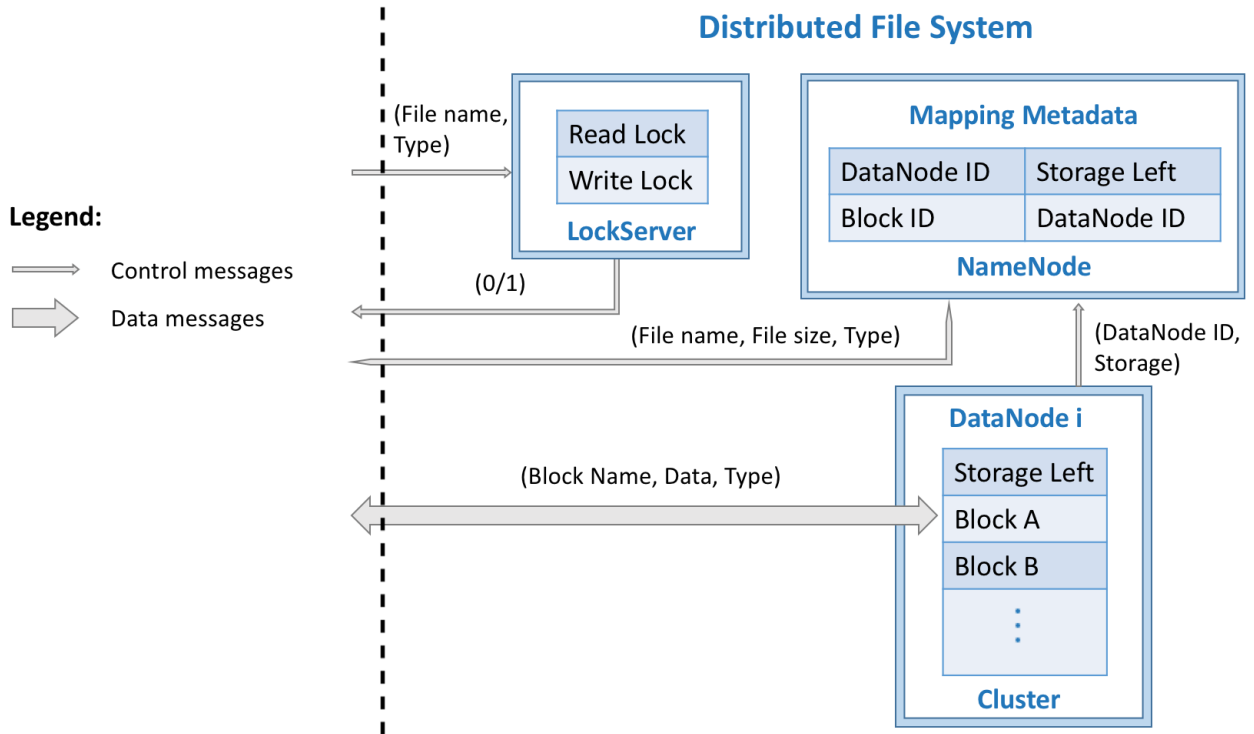 Distributed File System
(File name,
Type)
Read Lock
Write Lock
LockServer
Mapping Metadata
DataNode ID Storage Left
Block ID DataNode ID
NameNode
Legend:
Control messages
Data messages
(0/1)
(File name, File size, Type)
(DataNode ID,
Storage)
(Block Name, Data, Type)
DataNode i
Storage Left
Block A
Block B
Cluster